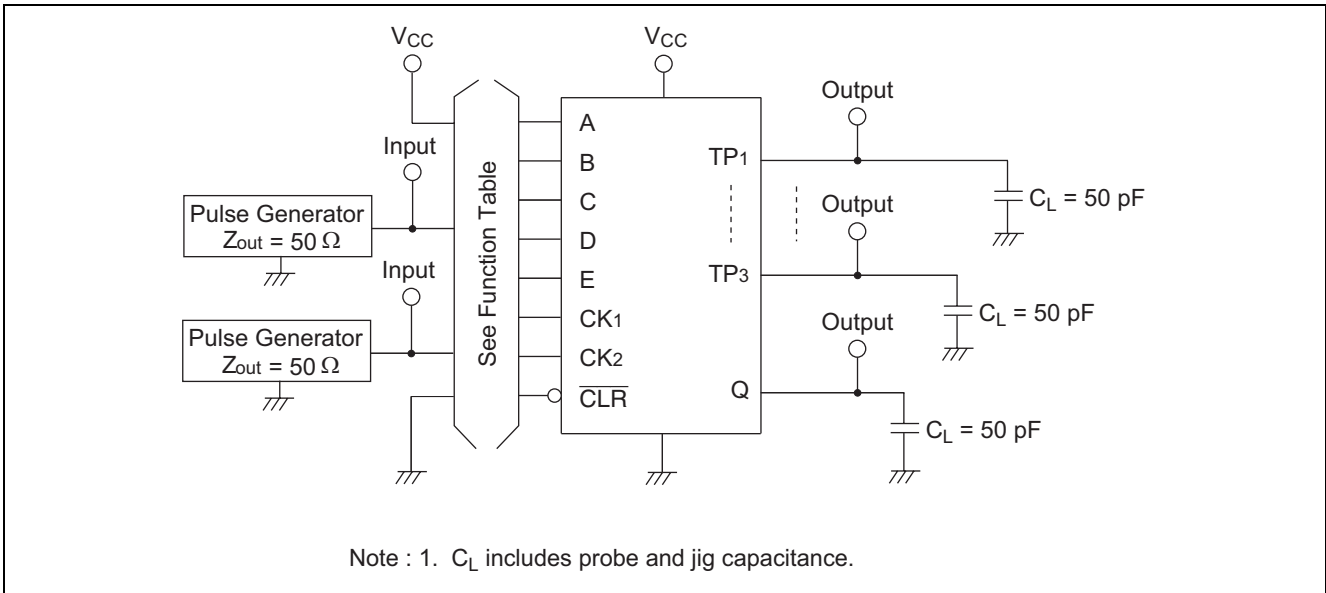 VCC
VCC
Output
Input
A
B
C
D
E
CK1
CK2
CLR
TP1
TP3
Q
See Function Table
Pulse Generator
Zout = 50 Ω
Input
Pulse Generator
Zout = 50 Ω
CL = 50 pF
Output
CL = 50 pF
Output
CL = 50 pF
Note : 1. CL includes probe and jig capacitance.